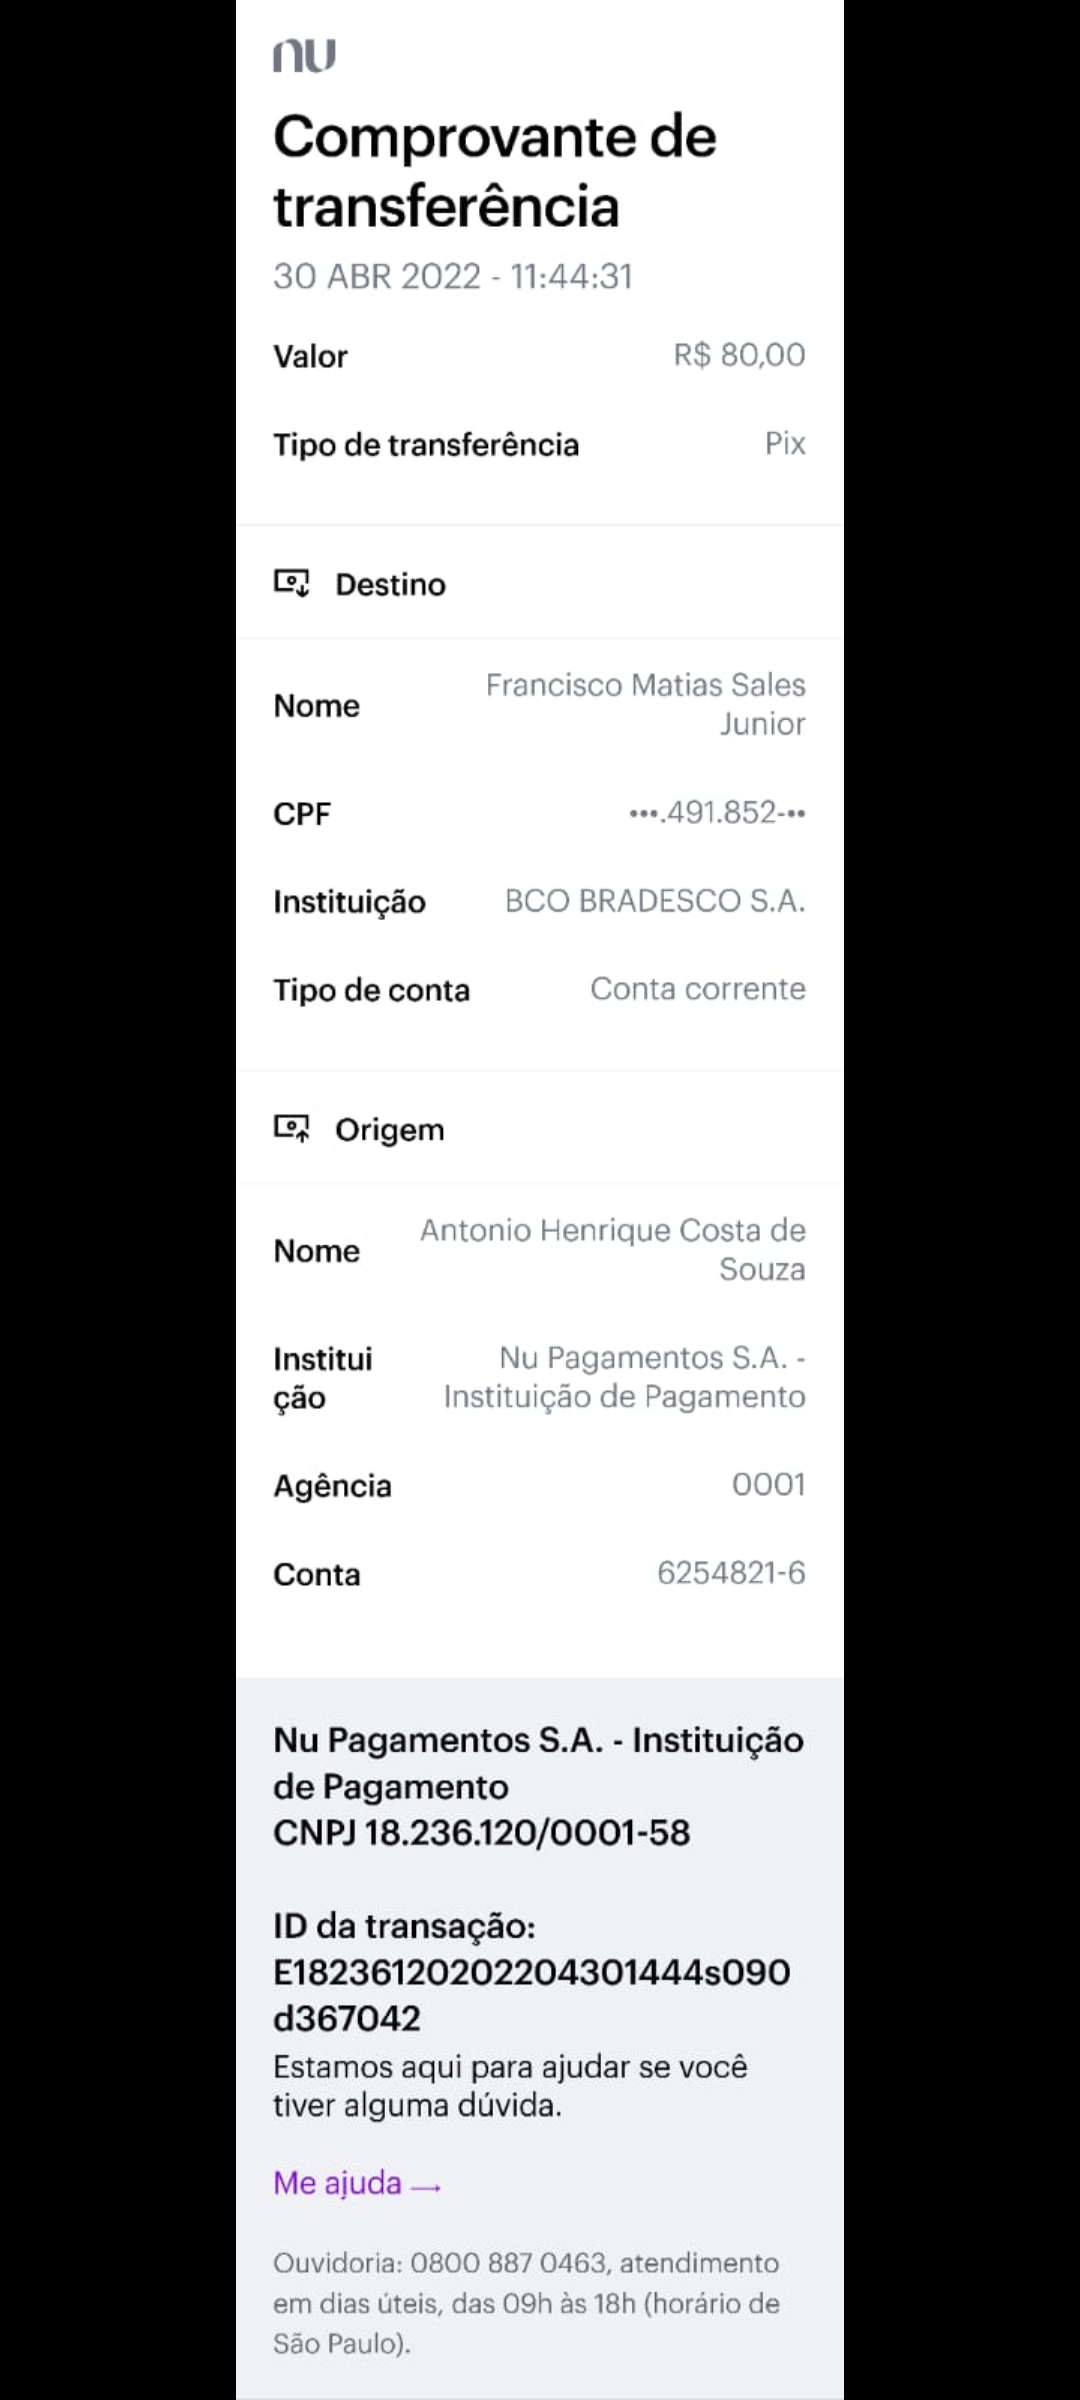 nu
Comprovante de
transferência
30 ABR 2022 - 11:44:31
Valor R$ 80,00
Tipo de transferência Pix
Destino
Nome Francisco Matias Sales
Junior
CPF •••.491.852-••
Instituição BCO BRADESCO S.A.
Tipo de conta Conta corrente
Origem
Nome Antonio Henrique Costa de
Souza
Institui Nu Pagamentos S.A. -
ção Instituição de Pagamento
Agência 0001
Conta 6254821-6
Nu Pagamentos S.A. - Instituição
de Pagamento
CNPJ 18.236.120/0001-58
ID da transação:
E18236120202204301444s090
d367042
Estamos aqui para ajudar se você
tiver alguma dúvida.
Me ajuda →
Ouvidoria: 0800 887 0463, atendimento
em dias úteis, das 09h às 18h (horário de
São Paulo).